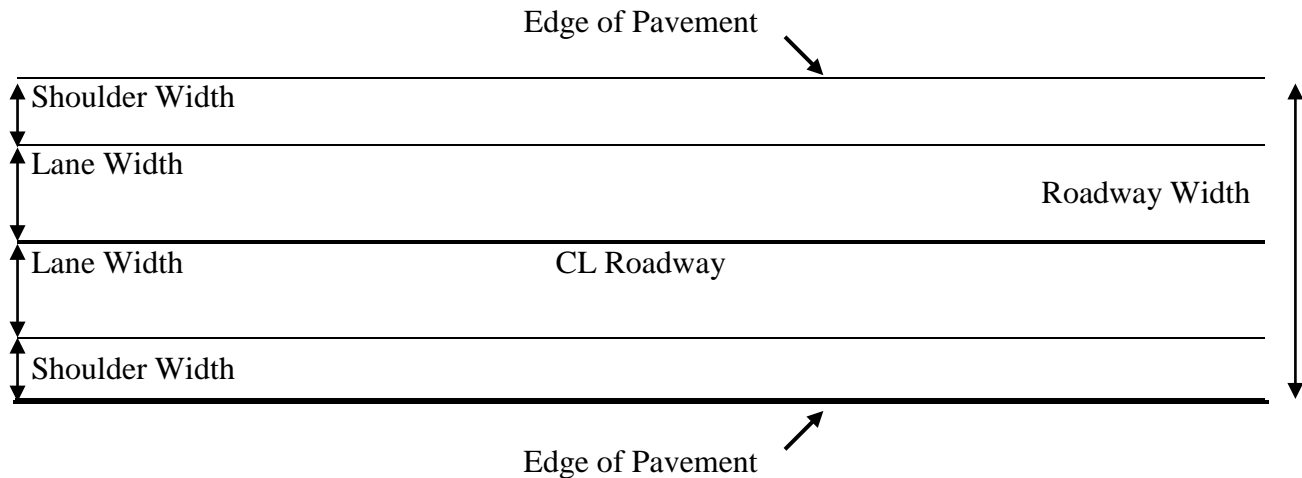 Edge of Pavement
Shoulder Width
Lane Width
Roadway Width
Lane Width
CL Roadway
Shoulder Width
Edge of Pavement